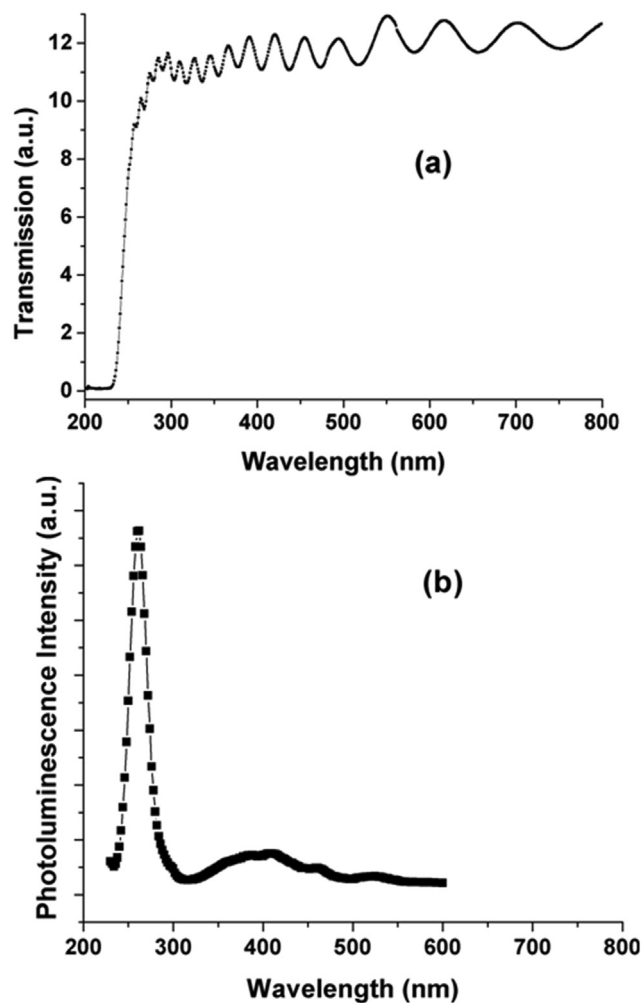 12
10
8
6
4
2
0
Transmission (a.u.)
(a)
200 300 400 500 600 700 800
Wavelength (nm)
Photoluminescence Intensity (a.u.)
(b)
200 300 400 500 600 700 800
Wavelength (nm)